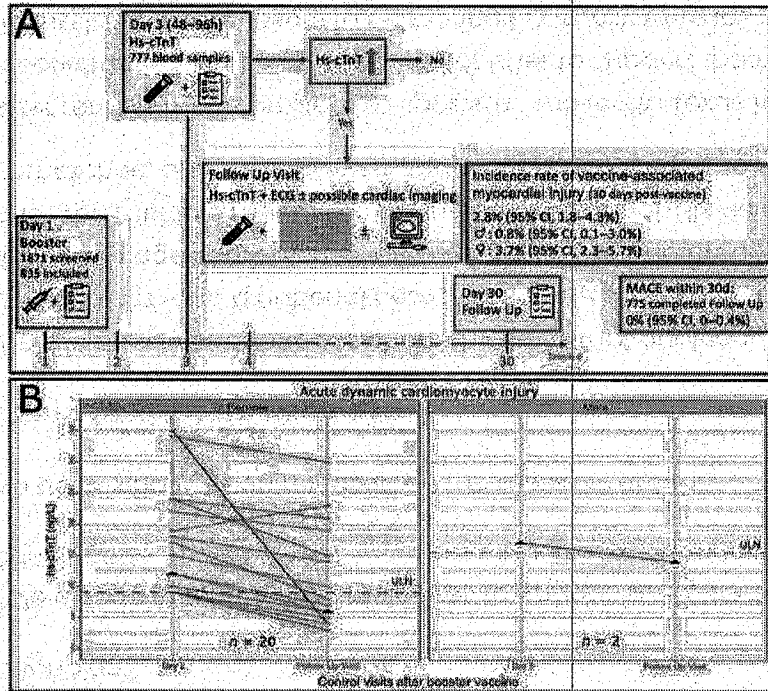 A
Day 3 (48–96h)
Hs-cTnT
777 blood samples
Hs-cTnT
No
Yes
Follow Up Visit
Hs-cTnT + ECG ± possible cardiac imaging
Incidence rate of vaccine-associated
myocardial injury (30 days post-vaccine)
2.8% (95% CI, 1.8–4.3%)
♂: 0.8% (95% CI, 0.1–3.0%)
♀: 3.7% (95% CI, 2.3–5.7%)
Day 1
Booster
1871 screened
835 included
Day 30
Follow Up
MACE within 30d:
775 completed Follow Up
0% (95% CI, 0–0.4%)
1 2 3 4 30
B
Acute dynamic cardiomyocyte injury
Hs-cTnT (ng/L)
ULN
ULN
n = 20
n = 2
Day 3
Follow Up Visit
Day 3
Follow Up Visit
Control visits after booster vaccine